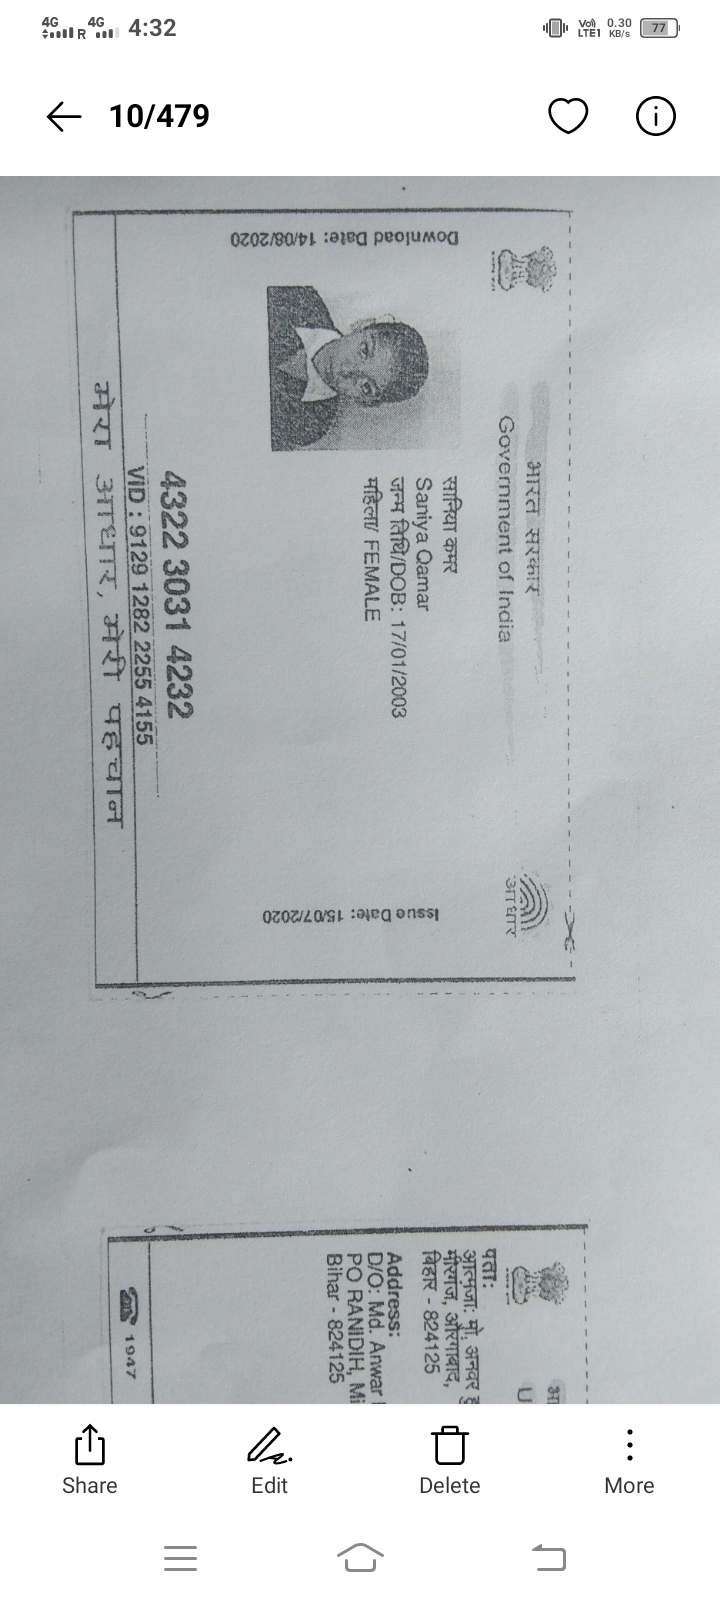 4G 4G R 4:32 Vo) LTE1 0.30 KB/s 77
10/479
भारत सरकार
Government of India
Download Date: 14/08/2020
सानिया कमर
Saniya Qamar
जन्म तिथि/DOB: 17/01/2003
महिला/ FEMALE
Issue Date: 15/07/2020
आधार
4322 3031 4232
VID : 9129 1282 2255 4155
मेरा आधार, मेरी पहचान
भा
U
पता:
आत्मजा: मो. अनवर
मीरगंज, औरंगाबाद,
बिहार - 824125
Address:
D/O: Md. Anwar
PO RANIDIH, Mi
Bihar - 824125
1947
Share Edit Delete More